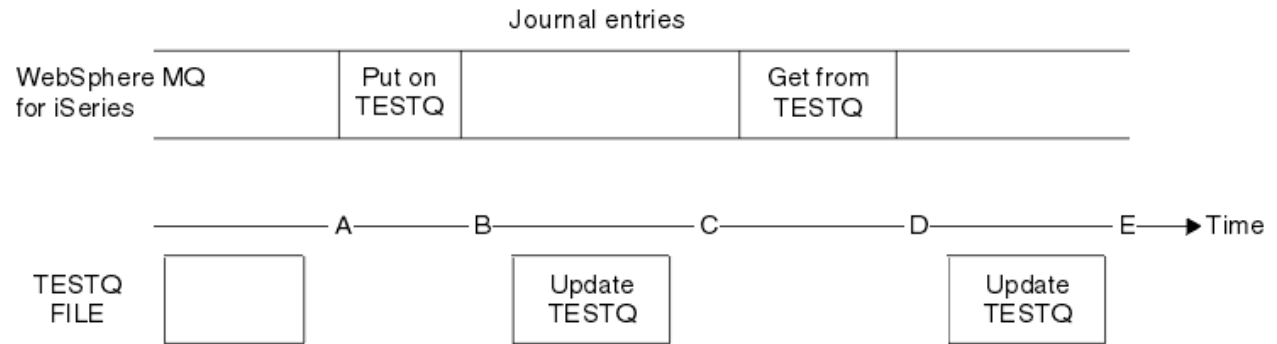 Journal entries
WebSphere MQ
for iSeries
Put on
TESTQ
Get from
TESTQ
A
B
C
D
E
Time
TESTQ
FILE
Update
TESTQ
Update
TESTQ